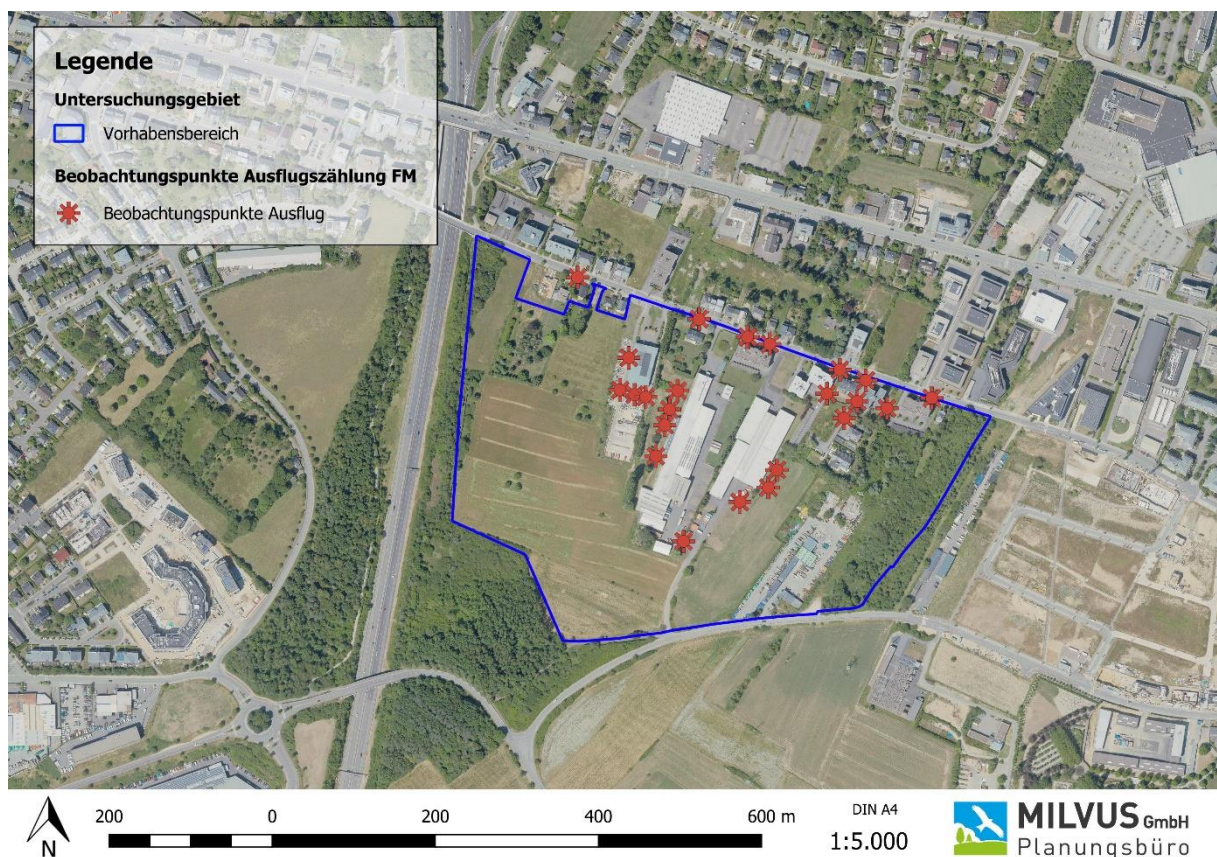 Legende
Untersuchungsgebiet
Vorhabensbereich
Beobachtungspunkte Ausflugszählung FM
Beobachtungspunkte Ausflug
N
200 0 200 400 600 m
DIN A4
1:5.000
MILVUS GmbH
Planungsbüro